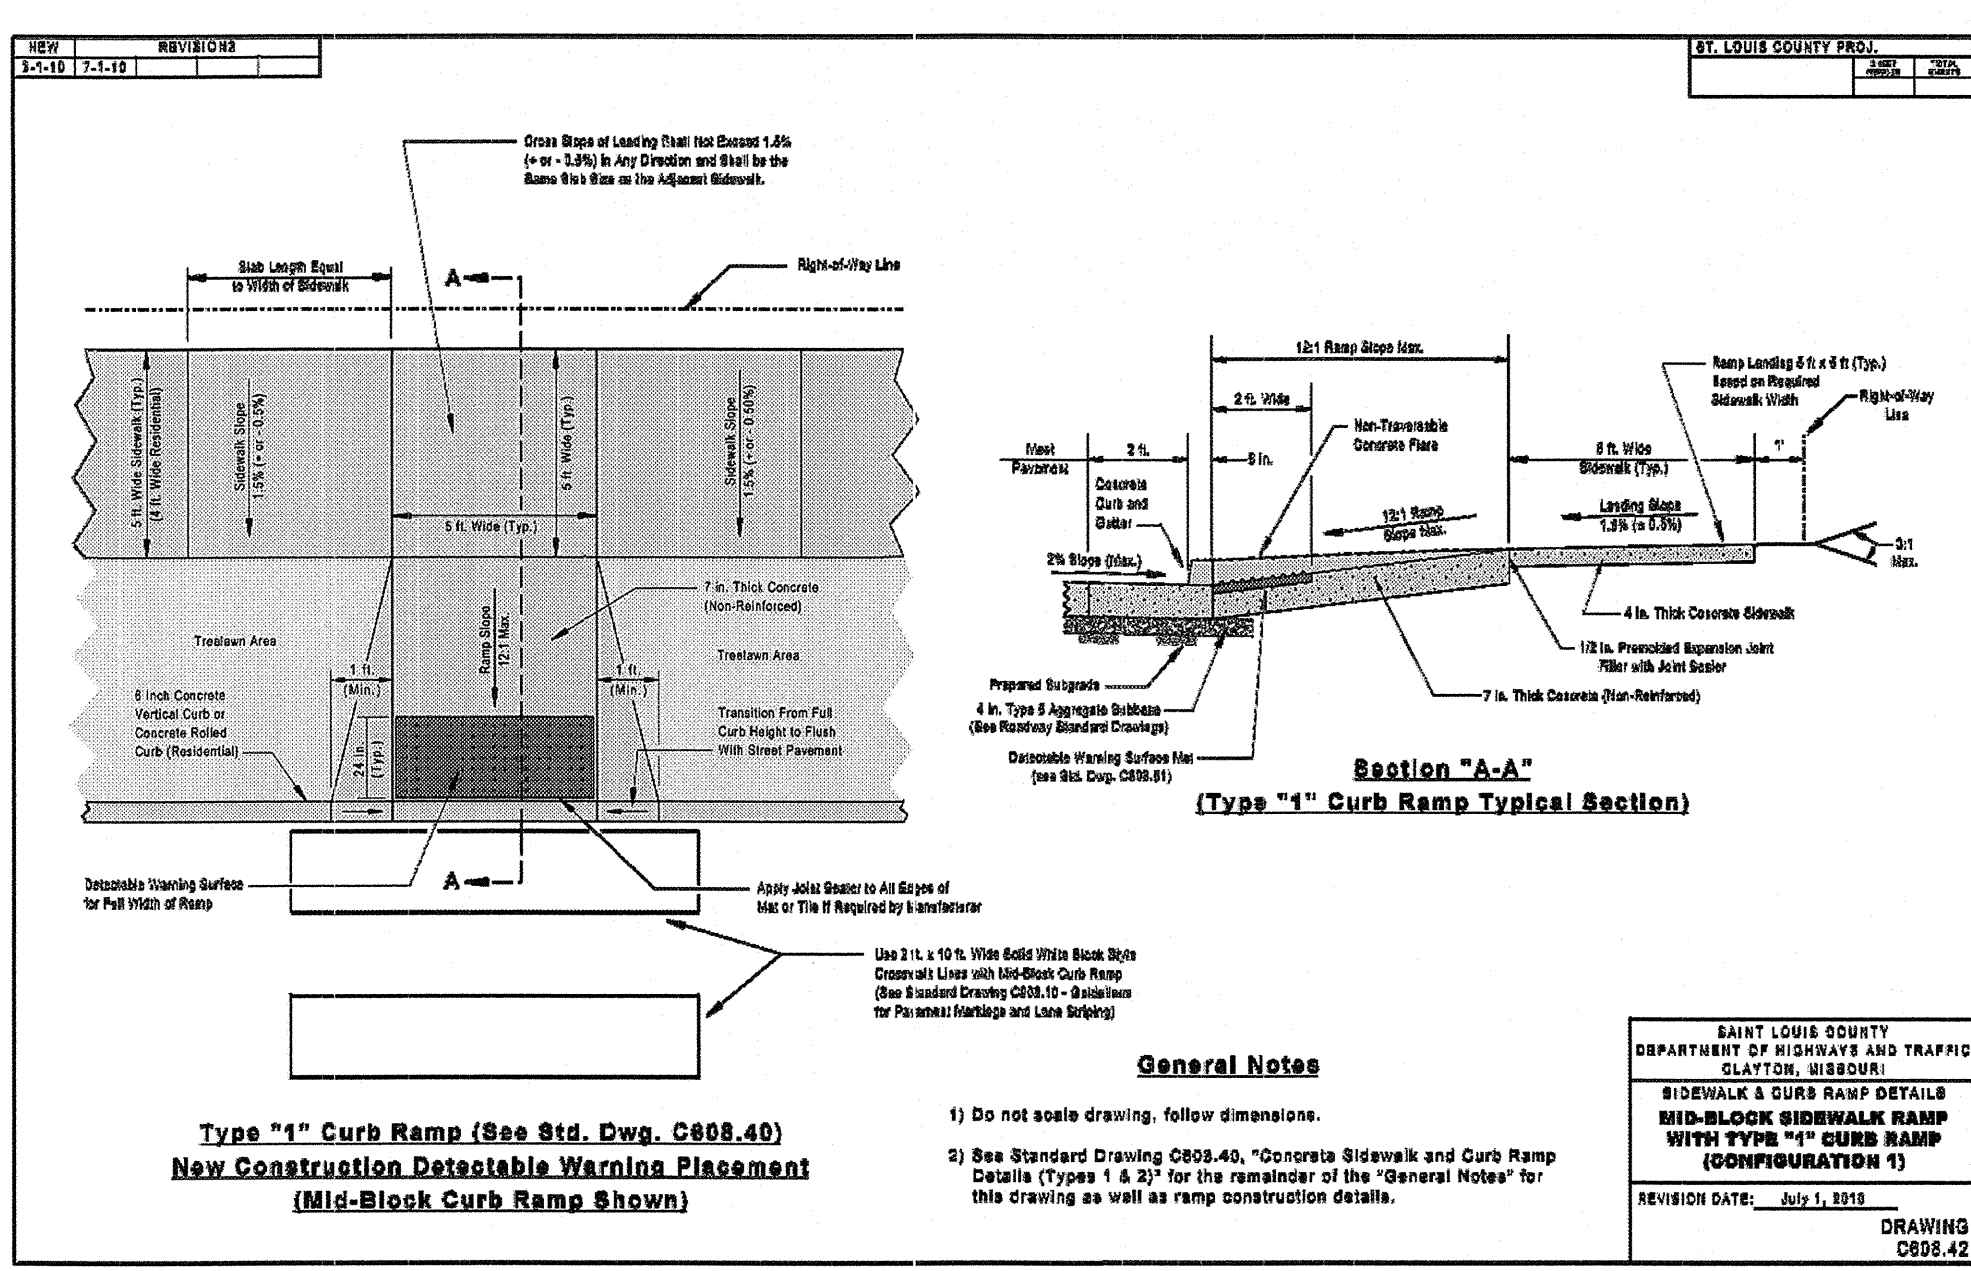 NEW REVISIONS
7-1-10
ST. LOUIS COUNTY PROJ.
SHEET NUMBER
TOTAL SHEETS
Cross Slope of Landing Shall Not Exceed 1.5%
(+ or - 0.5%) in Any Direction and Shall be the
Same Slab Size as the Adjacent Sidewalk.
Slab Length Equal
to Width of Sidewalk
A
Right-of-Way Line
5 ft. Wide Sidewalk (Typ.)
(4 ft. Wide Residential)
Sidewalk Slope
1.5% (+ or - 0.5%)
5 ft. Wide (Typ.)
Sidewalk Slope
1.5% (+ or - 0.50%)
5 ft. Wide (Typ.)
7 in. Thick Concrete
(Non-Reinforced)
Treelawn Area
Ramp Slope
12:1 Max.
Treelawn Area
1 ft.
(Min.)
1 ft.
(Min.)
6 Inch Concrete
Vertical Curb or
Concrete Rolled
Curb (Residential)
24 in.
(Typ.)
Transition From Full
Curb Height to Flush
With Street Pavement
Detectable Warning Surface
for Full Width of Ramp
A
Apply Joint Sealer to All Edges of
Mat or Tile if Required by Manufacturer
Use 2 ft. x 10 ft. Wide Solid White Block Style
Crosswalk Lines with Mid-Block Curb Ramp
(See Standard Drawing C902.10 - Guidelines
for Pavement Markings and Lane Striping)
Type "1" Curb Ramp (See Std. Dwg. C608.40)
New Construction Detectable Warning Placement
(Mid-Block Curb Ramp Shown)
12:1 Ramp Slope Max.
2 ft. Wide
Ramp Landing 5 ft x 5 ft (Typ.)
Based on Required
Sidewalk Width
Right-of-Way
Line
Non-Traversable
Concrete Flare
Meet
Pavement
2 ft.
6 in.
5 ft. Wide
Sidewalk (Typ.)
1'
Concrete
Curb and
Gutter
12:1 Ramp
Slope Max.
Landing Slope
1.5% (± 0.5%)
2% Slope (Max.)
3:1
Max.
4 in. Thick Concrete Sidewalk
1/2 in. Premolded Expansion Joint
Filler with Joint Sealer
Prepared Subgrade
7 in. Thick Concrete (Non-Reinforced)
4 in. Type 5 Aggregate Subbase
(See Roadway Standard Drawings)
Detectable Warning Surface Mat
(see Std. Dwg. C608.51)
Section "A-A"
(Type "1" Curb Ramp Typical Section)
General Notes
1) Do not scale drawing, follow dimensions.
2) See Standard Drawing C608.40, "Concrete Sidewalk and Curb Ramp
Details (Types 1 & 2)" for the remainder of the "General Notes" for
this drawing as well as ramp construction details.
SAINT LOUIS COUNTY
DEPARTMENT OF HIGHWAYS AND TRAFFIC
CLAYTON, MISSOURI
SIDEWALK & CURB RAMP DETAILS
MID-BLOCK SIDEWALK RAMP
WITH TYPE "1" CURB RAMP
(CONFIGURATION 1)
REVISION DATE: July 1, 2010
DRAWING
C608.42